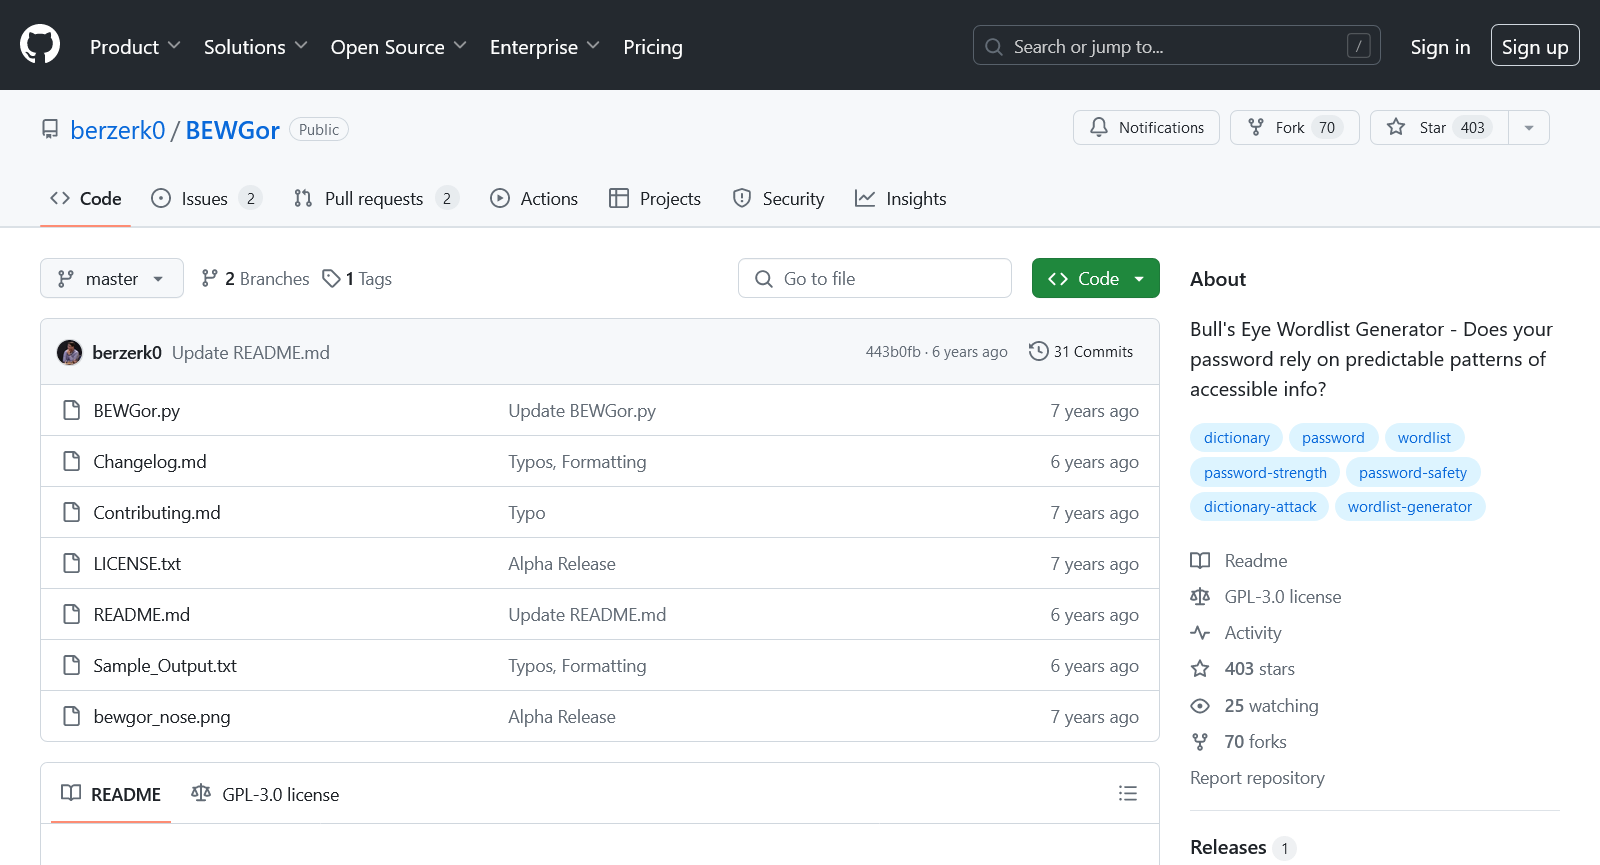 Product Solutions Open Source Enterprise Pricing Search or jump to... / Sign in Sign up
berzerk0 / BEWGor Public Notifications Fork 70 Star 403
Code Issues 2 Pull requests 2 Actions Projects Security Insights
master 2 Branches 1 Tags Go to file Code
berzerk0 Update README.md 443b0fb · 6 years ago 31 Commits
BEWGor.py Update BEWGor.py 7 years ago
Changelog.md Typos, Formatting 6 years ago
Contributing.md Typo 7 years ago
LICENSE.txt Alpha Release 7 years ago
README.md Update README.md 6 years ago
Sample_Output.txt Typos, Formatting 6 years ago
bewgor_nose.png Alpha Release 7 years ago
README GPL-3.0 license
About
Bull's Eye Wordlist Generator - Does your
password rely on predictable patterns of
accessible info?
dictionary password wordlist
password-strength password-safety
dictionary-attack wordlist-generator
Readme
GPL-3.0 license
Activity
403 stars
25 watching
70 forks
Report repository
Releases 1